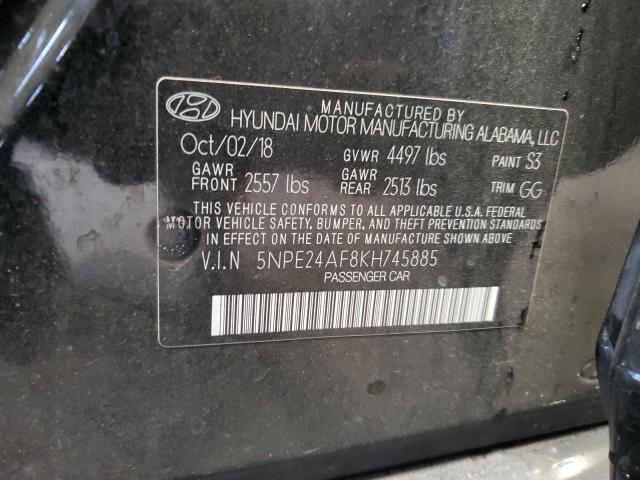 MANUFACTURED BY
HYUNDAI MOTOR MANUFACTURING ALABAMA, LLC
Oct/02/18 GVWR 4497 lbs PAINT S3
GAWR FRONT 2557 lbs GAWR REAR 2513 lbs TRIM GG
THIS VEHICLE CONFORMS TO ALL APPLICABLE U.S.A. FEDERAL
MOTOR VEHICLE SAFETY, BUMPER, AND THEFT PREVENTION STANDARDS
IN EFFECT ON THE DATE OF MANUFACTURE SHOWN ABOVE.
V.I.N 5NPE24AF8KH745885
PASSENGER CAR